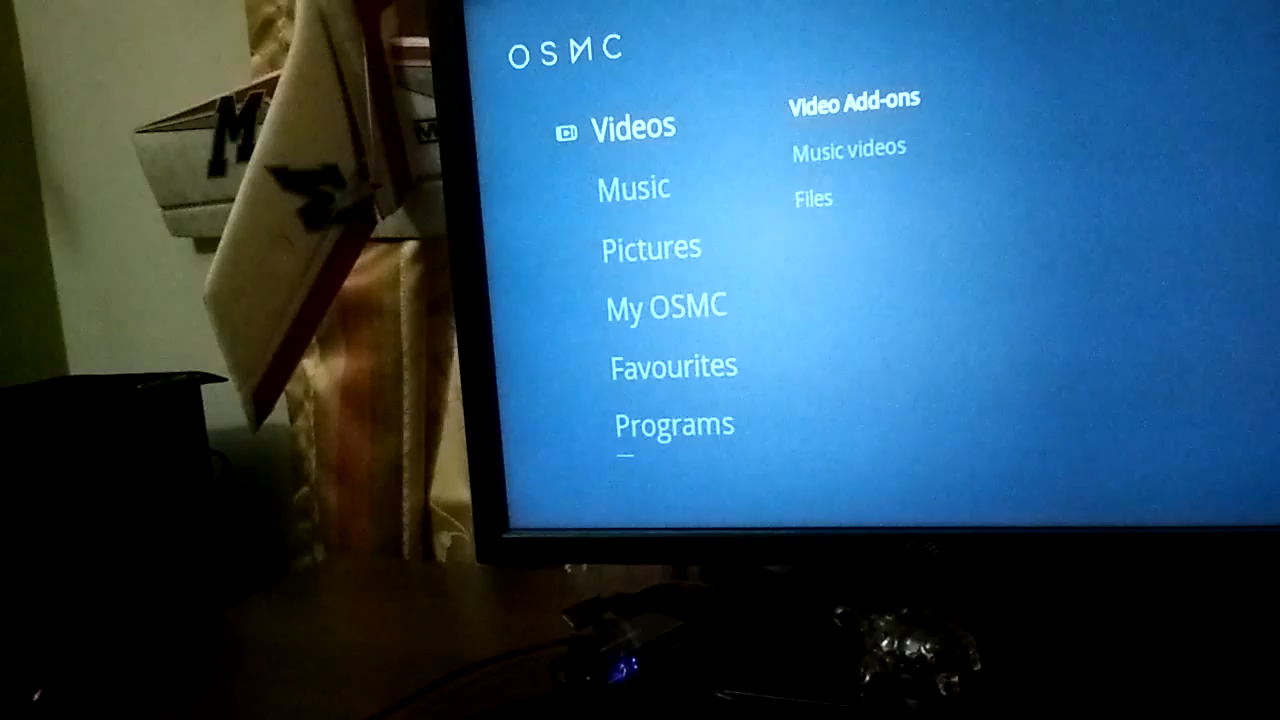 OSMC
Videos
Music
Pictures
My OSMC
Favourites
Programs
Video Add-ons
Music videos
Files
M